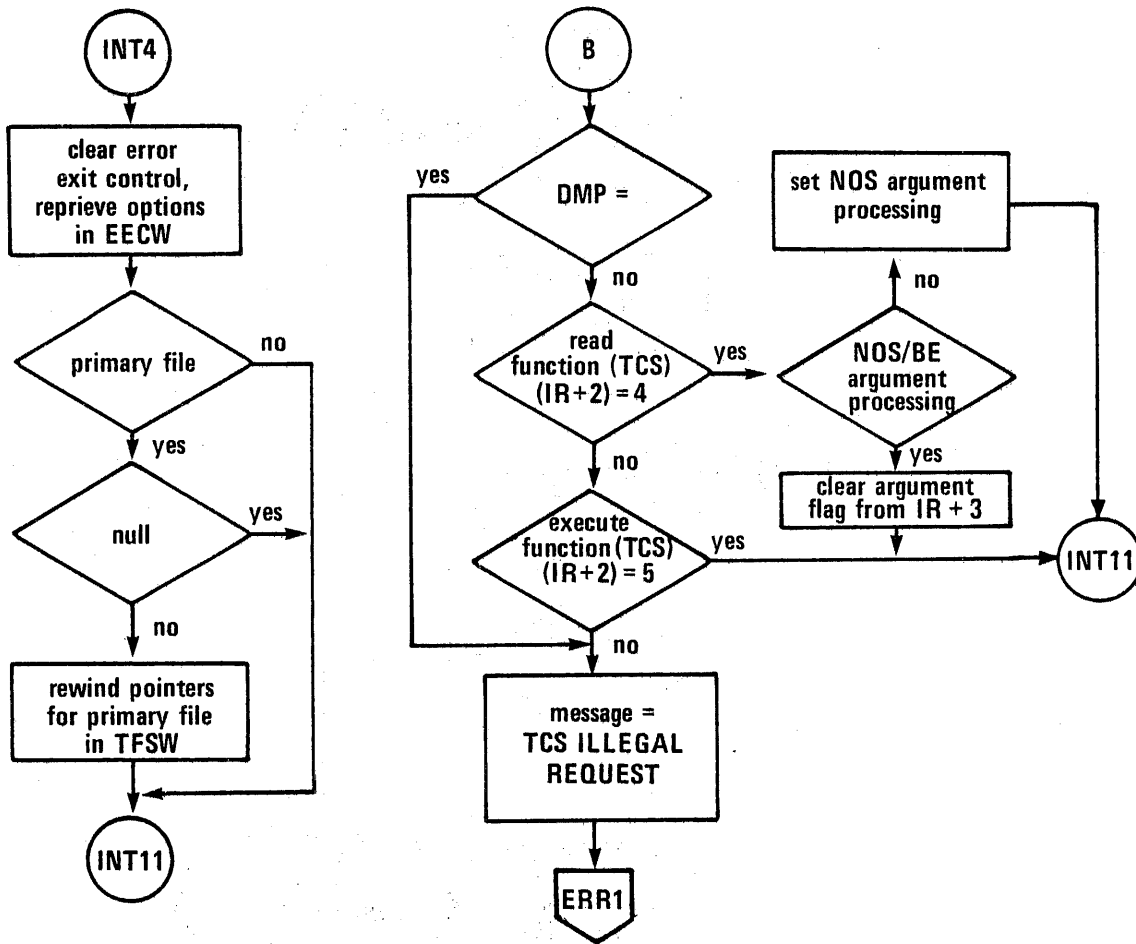 INT4
clear error
exit control,
reprieve options
in EECW
primary file
no
yes
null
yes
no
rewind pointers
for primary file
in TFSW
INT11
B
DMP =
yes
no
read
function (TCS)
(IR+2) = 4
yes
no
NOS/BE
argument
processing
no
set NOS argument
processing
yes
clear argument
flag from IR + 3
execute
function (TCS)
(IR+2) = 5
yes
INT11
no
message =
TCS ILLEGAL
REQUEST
ERR1